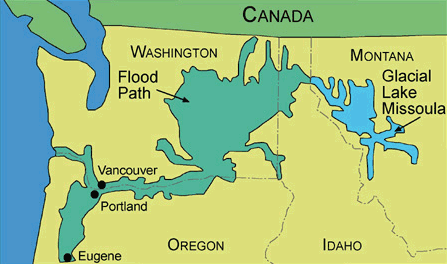 CANADA
WASHINGTON
MONTANA
Flood
Path
Glacial
Lake
Missoula
Vancouver
Portland
Eugene
OREGON
IDAHO